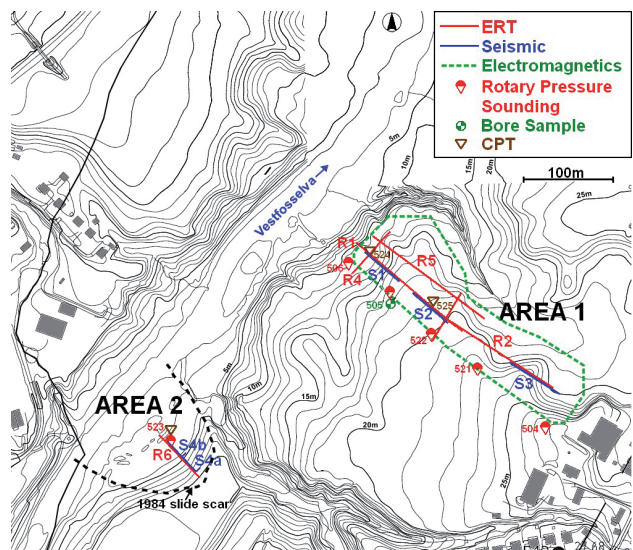 ERT
Seismic
Electromagnetics
Rotary Pressure
Sounding
Bore Sample
CPT
100m
5m
10m
15m
20m
25m
Vestfosselva
R1
524
506
R4
S1
R5
505
525
S2
AREA 1
522
R2
521
S3
5m
10m
15m
20m
25m
504
AREA 2
523
S4b
R6
S4a
1984 slide scar